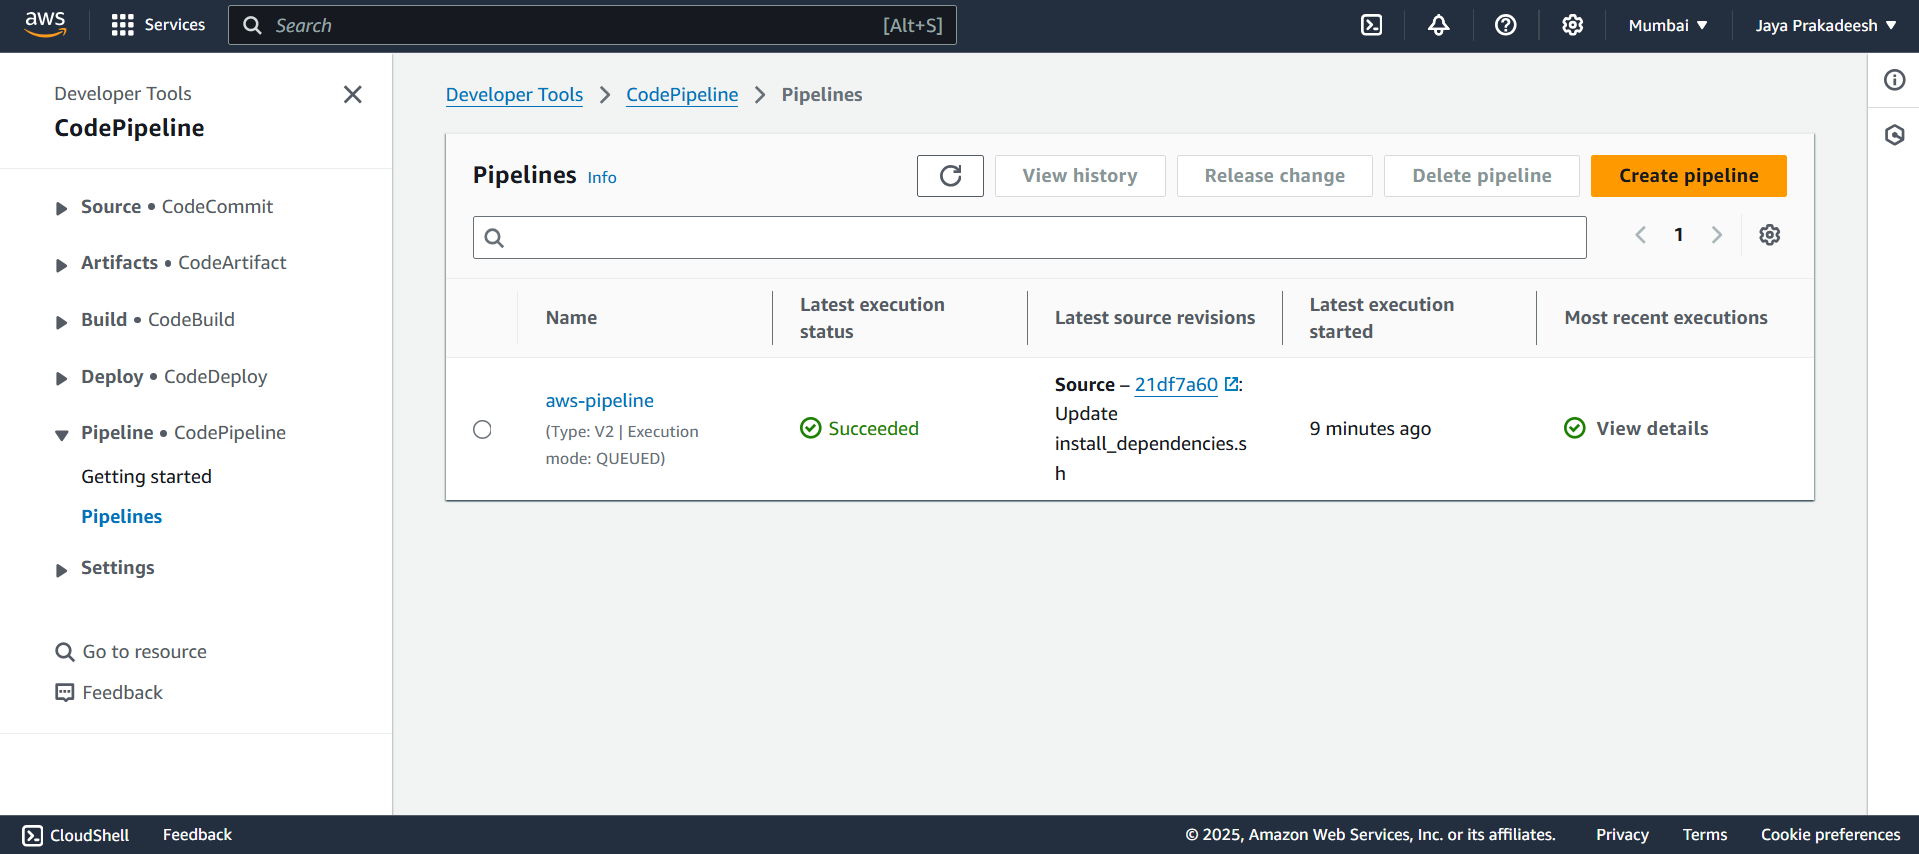 aws
Services
Search
[Alt+S]
Mumbai ▼
Jaya Prakadeesh ▼
Developer Tools
CodePipeline
Source • CodeCommit
Artifacts • CodeArtifact
Build • CodeBuild
Deploy • CodeDeploy
Pipeline • CodePipeline
Getting started
Pipelines
Settings
Go to resource
Feedback
Developer Tools > CodePipeline > Pipelines
Pipelines Info
View history
Release change
Delete pipeline
Create pipeline
1
Name
Latest execution
status
Latest source revisions
Latest execution
started
Most recent executions
aws-pipeline
(Type: V2 | Execution
mode: QUEUED)
Succeeded
Source – 21df7a60:
Update
install_dependencies.s
h
9 minutes ago
View details
CloudShell
Feedback
© 2025, Amazon Web Services, Inc. or its affiliates.
Privacy
Terms
Cookie preferences